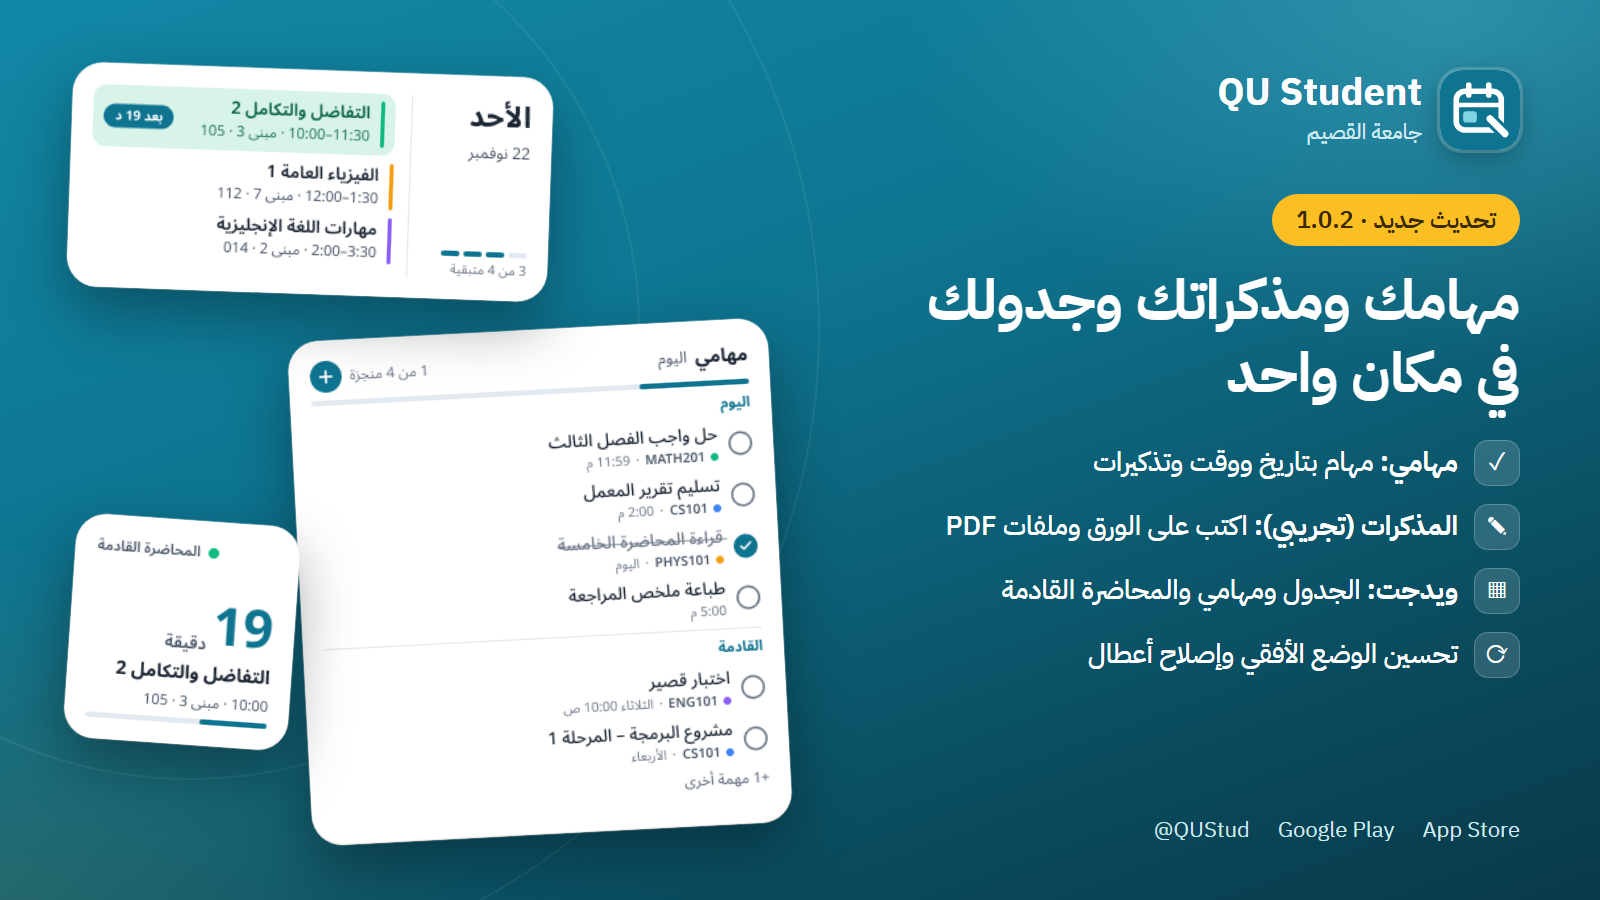 QU Student
جامعة القصيم
تحديث جديد · 1.0.2
مهامك ومذكراتك وجدولك
في مكان واحد
✓ مهامي: مهام بتاريخ ووقت وتذكيرات
المذكرات (تجريبي): اكتب على الورق وملفات PDF
ويدجت: الجدول ومهامي والمحاضرة القادمة
تحسين الوضع الأفقي وإصلاح أعطال
@QUStud Google Play App Store
الأحد
22 نوفمبر
3 من 4 متبقية
التفاضل والتكامل 2
10:00–11:30 · مبنى 3 · 105
بعد 19 د
الفيزياء العامة 1
12:00–1:30 · مبنى 7 · 112
مهارات اللغة الإنجليزية
2:00–3:30 · مبنى 2 · 014
مهامي اليوم
1 من 4 منجزة
اليوم
حل واجب الفصل الثالث
MATH201 · 11:59 م
تسليم تقرير المعمل
CS101 · 2:00 م
قراءة المحاضرة الخامسة
PHYS101 · اليوم
طباعة ملخص المراجعة
5:00 م
القادمة
اختبار قصير
ENG101 · الثلاثاء 10:00 ص
مشروع البرمجة – المرحلة 1
CS101 · الأربعاء
+1 مهمة أخرى
المحاضرة القادمة
19 دقيقة
التفاضل والتكامل 2
10:00 · مبنى 3 · 105